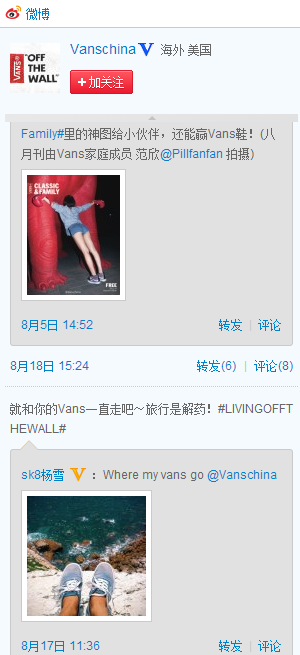 微博
VANS
"OFF
THE
WALL"
Vanschina V 海外 美国
+加关注
Family#里的神图给小伙伴，还能赢Vans鞋！(八
月刊由Vans家庭成员 范欣@Pillfanfan 拍摄)
CLASSIC
&FAMILY
FREE
8月5日 14:52 转发 | 评论
8月18日 15:24 转发(6) | 评论(8)
就和你的Vans一直走吧～旅行是解药！#LIVINGOFFT
HEWALL#
sk8杨雪 V ：Where my vans go @Vanschina
8月17日 11:36 转发 | 评论